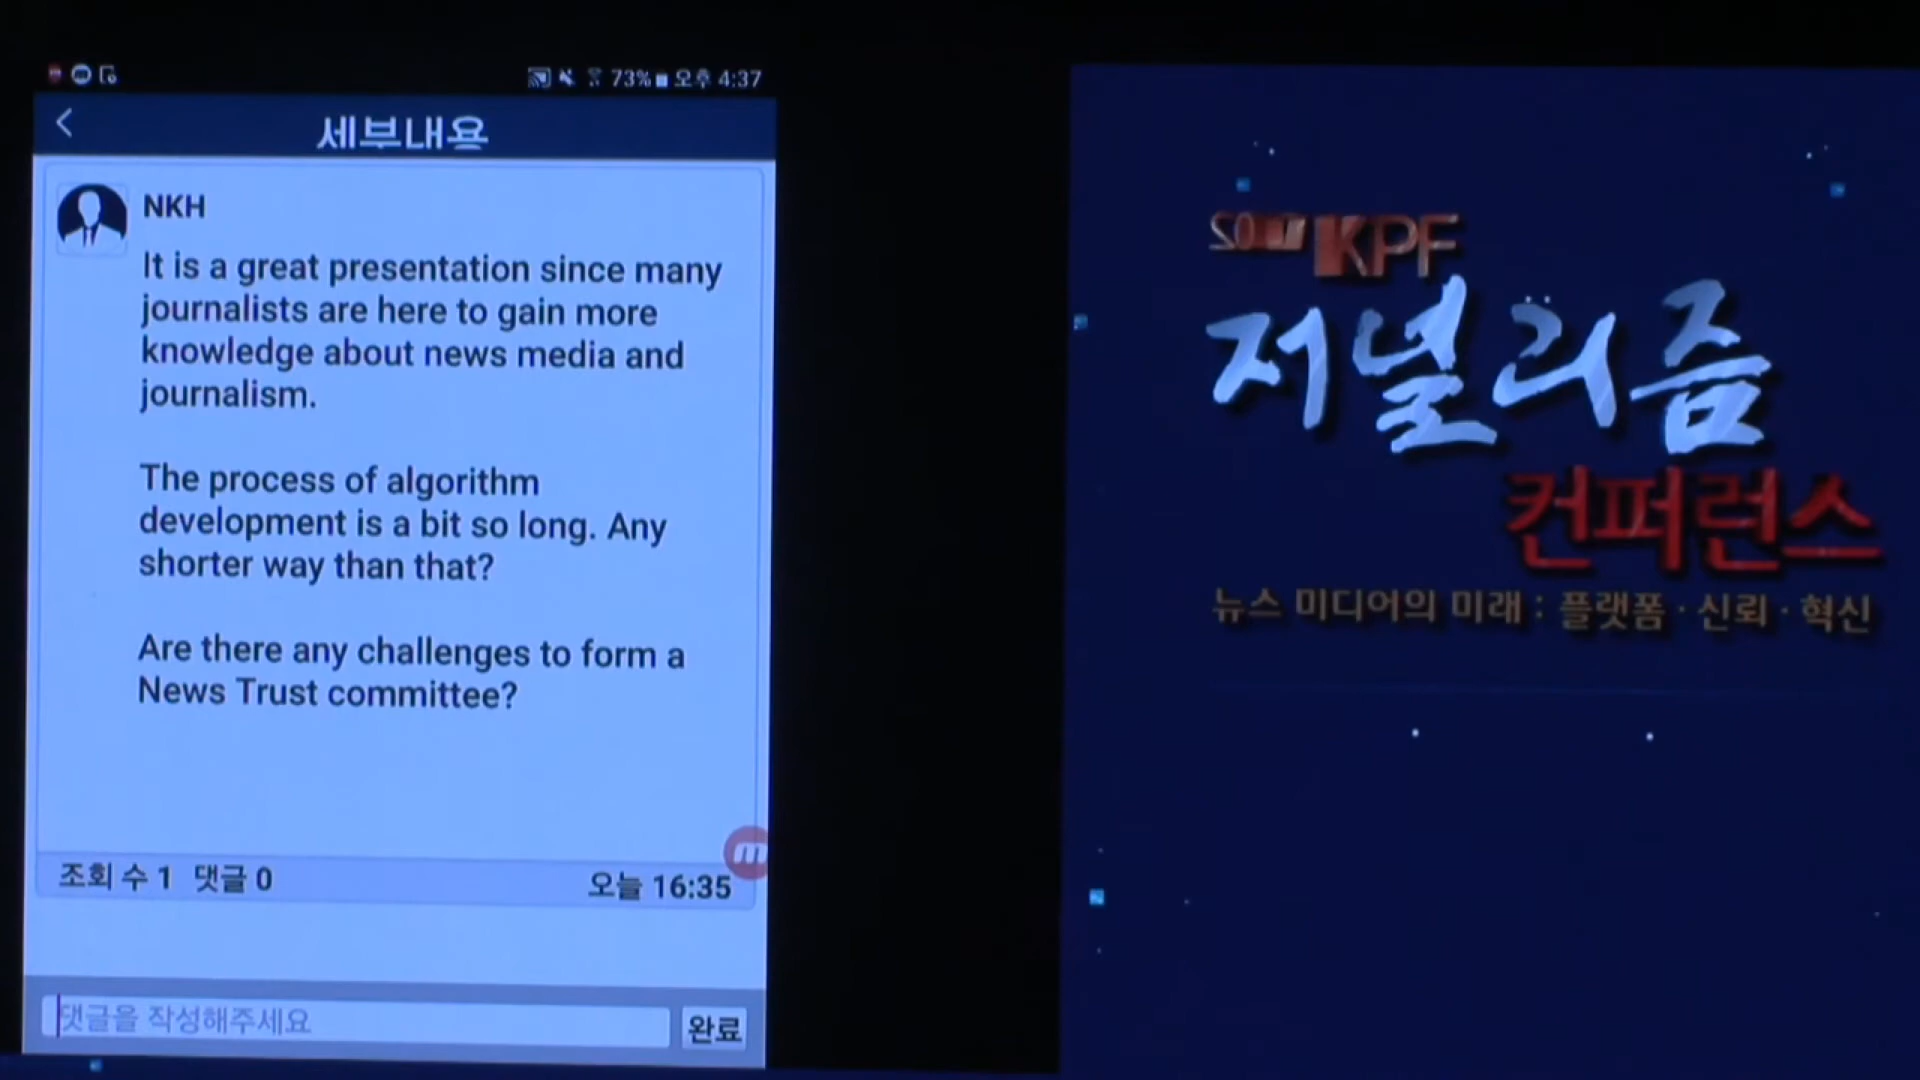 73% 오후 4:37
세부내용
NKH
It is a great presentation since many
journalists are here to gain more
knowledge about news media and
journalism.
The process of algorithm
development is a bit so long. Any
shorter way than that?
Are there any challenges to form a
News Trust committee?
조회 수 1 댓글 0
오늘 16:35
댓글을 작성해주세요
완료
KPF
저널리즘
컨퍼런스
뉴스 미디어의 미래 : 플랫폼 · 신뢰 · 혁신